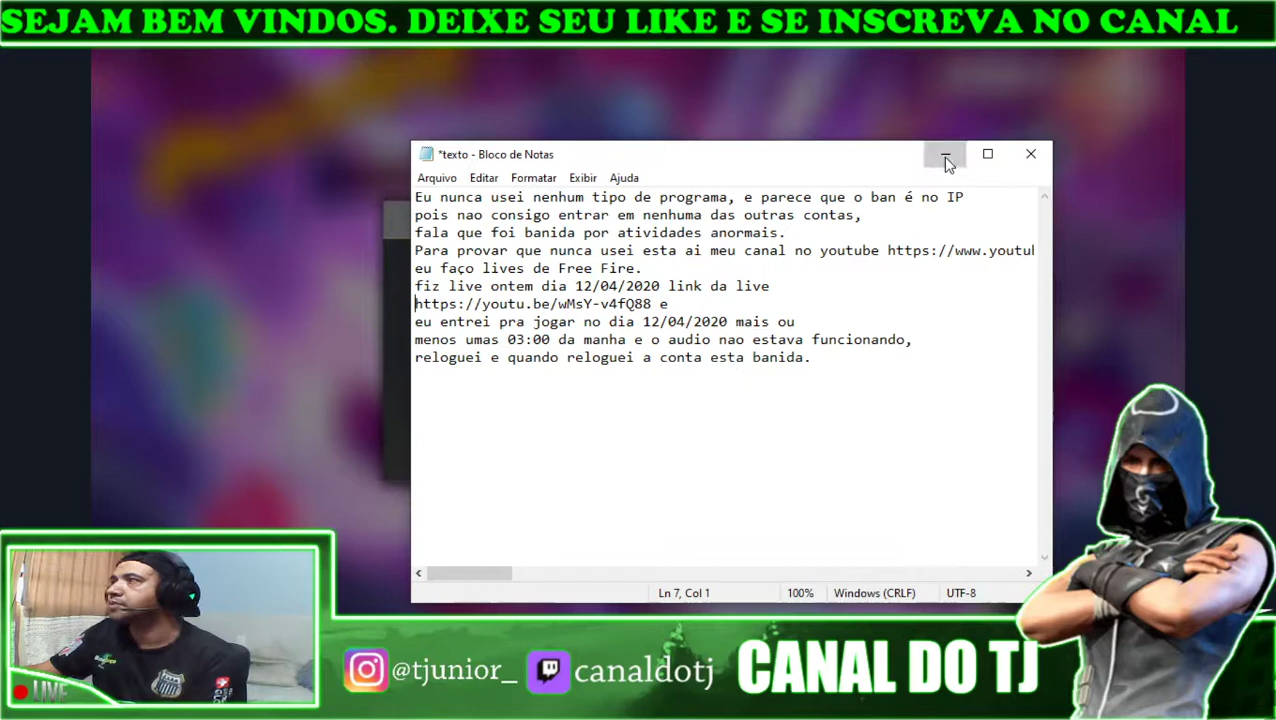 SEJAM BEM VINDOS. DEIXE SEU LIKE E SE INSCREVA NO CANAL
*texto - Bloco de Notas
Arquivo Editar Formatar Exibir Ajuda
Eu nunca usei nenhum tipo de programa, e parece que o ban é no IP
pois nao consigo entrar em nenhuma das outras contas,
fala que foi banida por atividades anormais.
Para provar que nunca usei esta ai meu canal no youtube https://www.youtub
eu faço lives de Free Fire.
fiz live ontem dia 12/04/2020 link da live
https://youtu.be/wMsY-v4fQ88 e
eu entrei pra jogar no dia 12/04/2020 mais ou
menos umas 03:00 da manha e o audio nao estava funcionando,
reloguei e quando reloguei a conta esta banida.
Ln 7, Col 1 100% Windows (CRLF) UTF-8
LIVE
@tjunior_ canaldotj CANAL DO TJ